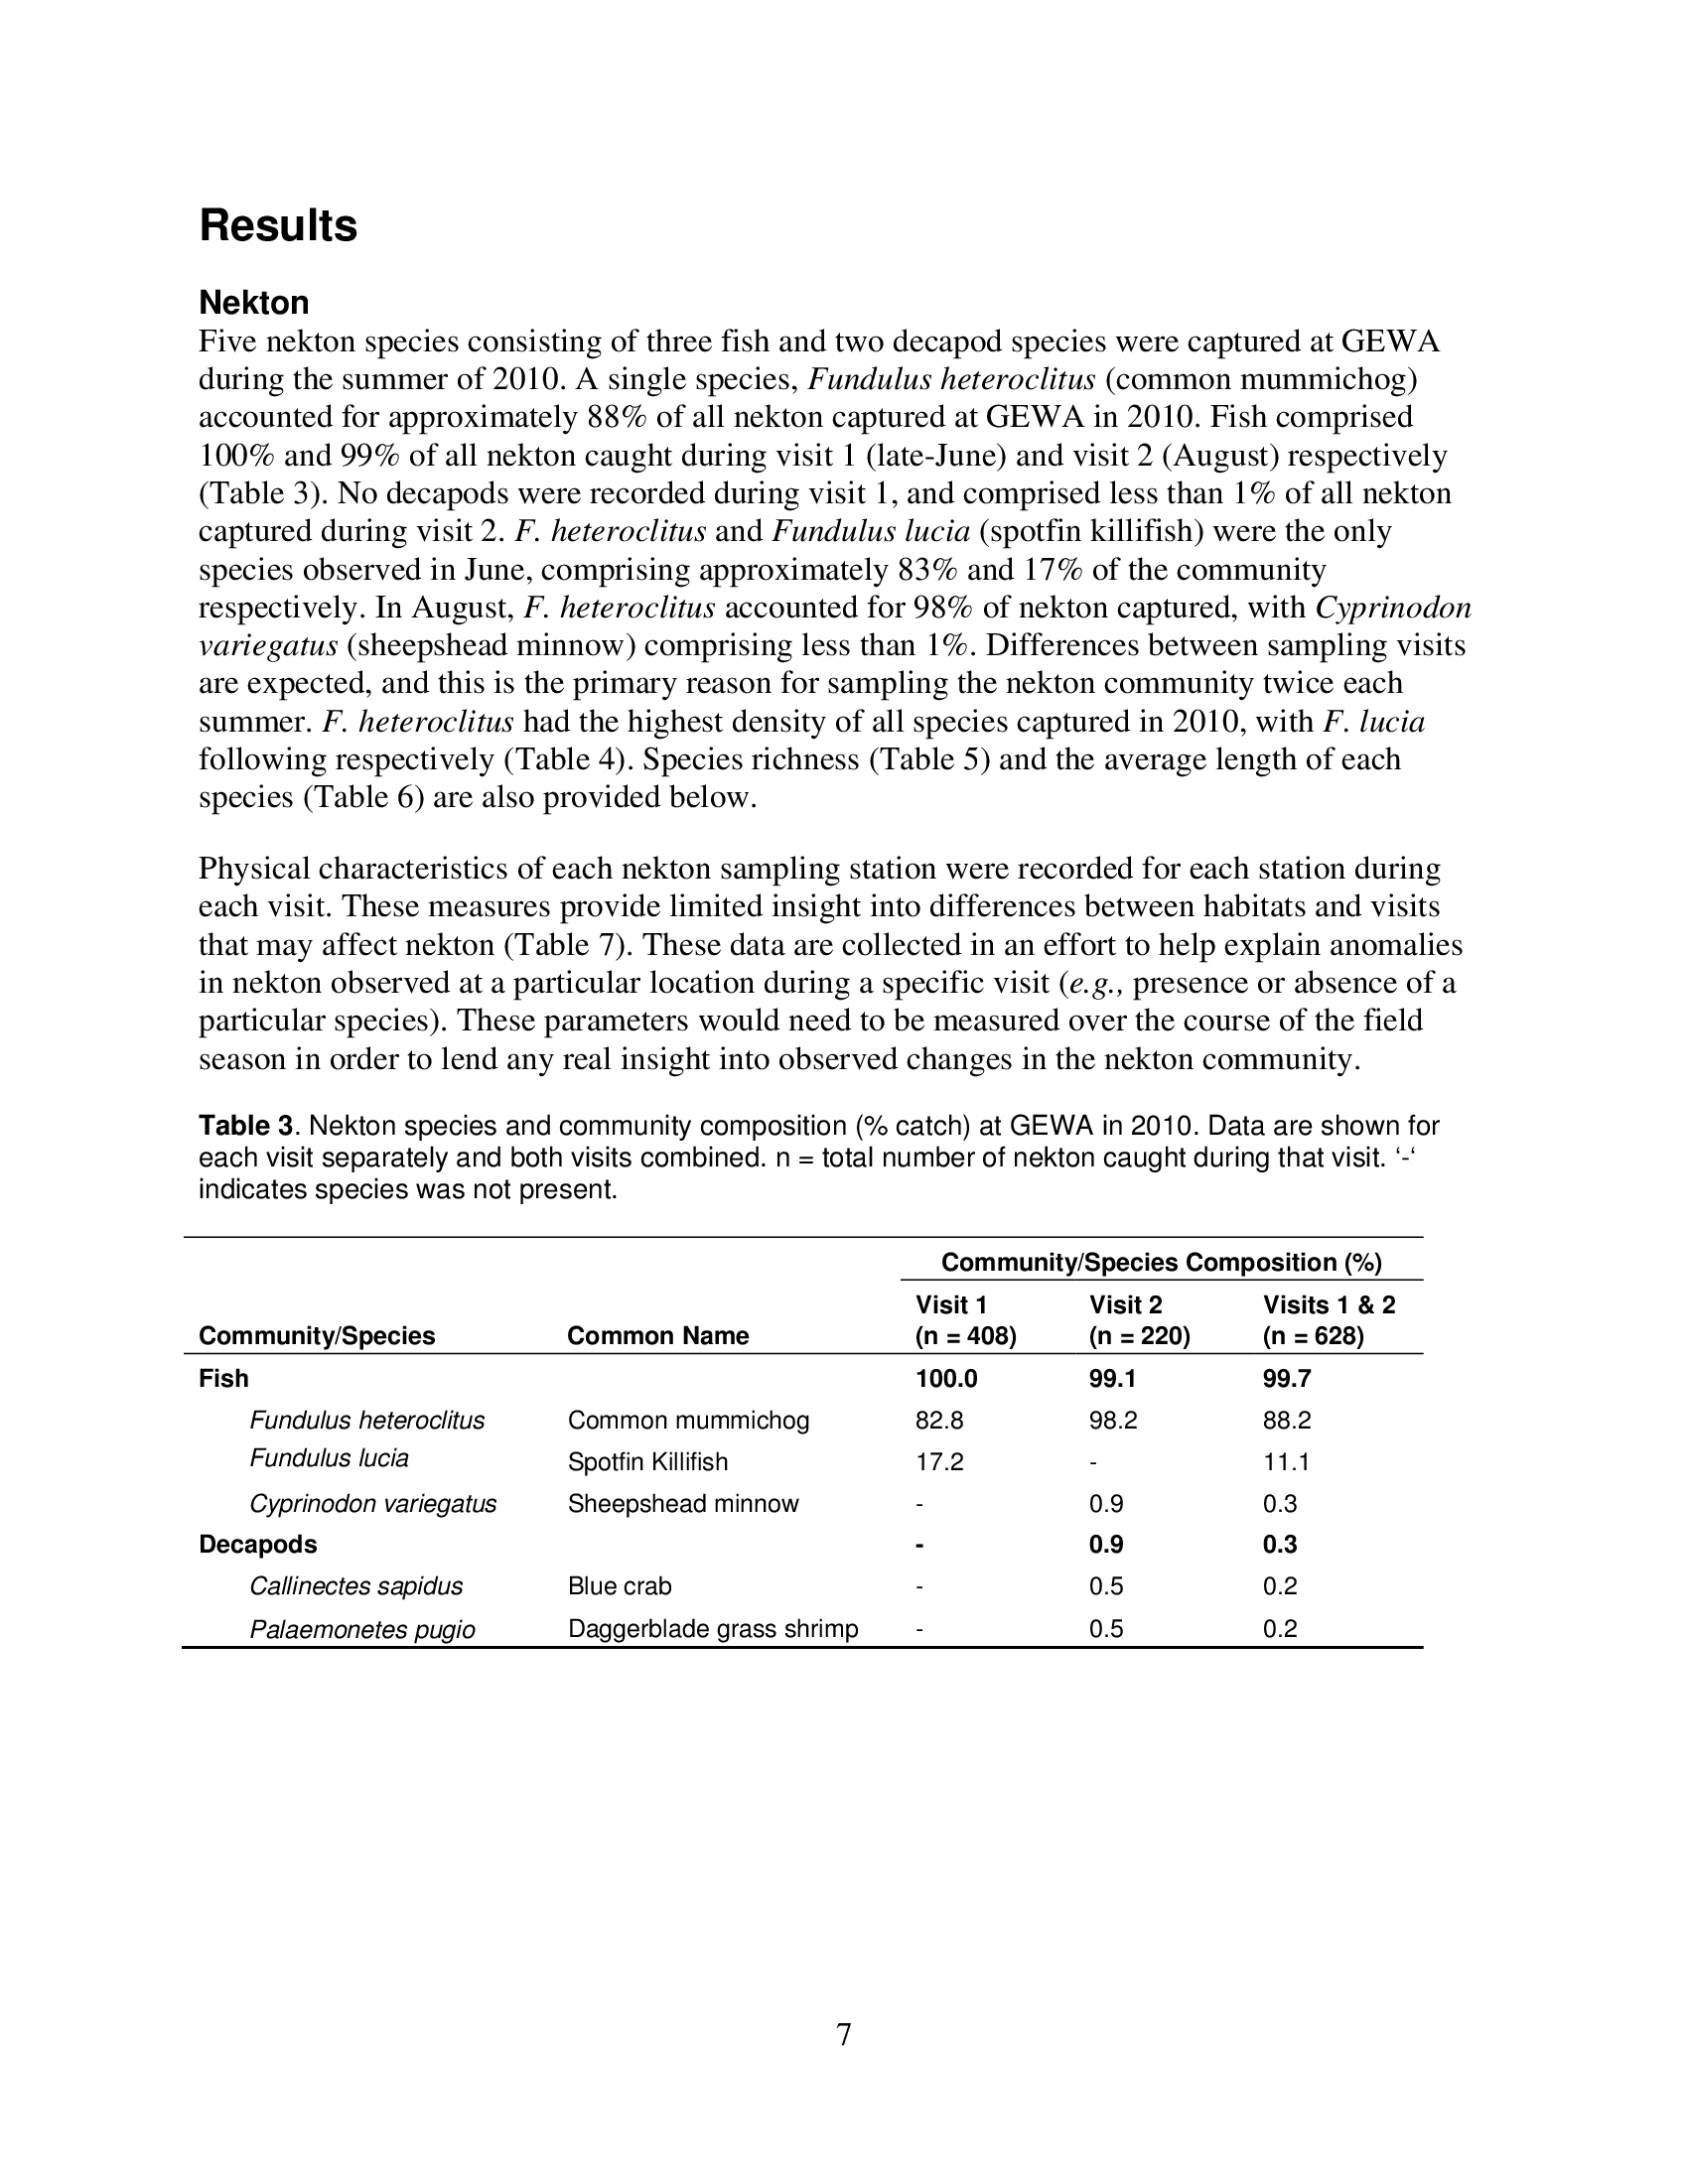 Results
Nekton
Five nekton species consisting of three fish and two decapod species were captured at GEWA
during the summer of 2010. A single species, Fundulus heteroclitus (common mummichog)
accounted for approximately 88% of all nekton captured at GEWA in 2010. Fish comprised
100% and 99% of all nekton caught during visit 1 (late-June) and visit 2 (August) respectively
(Table 3). No decapods were recorded during visit 1, and comprised less than 1% of all nekton
captured during visit 2. F. heteroclitus and Fundulus lucia (spotfin killifish) were the only
species observed in June, comprising approximately 83% and 17% of the community
respectively. In August, F. heteroclitus accounted for 98% of nekton captured, with Cyprinodon
variegatus (sheepshead minnow) comprising less than 1%. Differences between sampling visits
are expected, and this is the primary reason for sampling the nekton community twice each
summer. F. heteroclitus had the highest density of all species captured in 2010, with F. lucia
following respectively (Table 4). Species richness (Table 5) and the average length of each
species (Table 6) are also provided below.
Physical characteristics of each nekton sampling station were recorded for each station during
each visit. These measures provide limited insight into differences between habitats and visits
that may affect nekton (Table 7). These data are collected in an effort to help explain anomalies
in nekton observed at a particular location during a specific visit (e.g., presence or absence of a
particular species). These parameters would need to be measured over the course of the field
season in order to lend any real insight into observed changes in the nekton community.
Table 3. Nekton species and community composition (% catch) at GEWA in 2010. Data are shown for
each visit separately and both visits combined. n = total number of nekton caught during that visit. ‘-‘
indicates species was not present.
Community/Species Composition (%)
Visit 1 Visit 2 Visits 1 & 2
Community/Species Common Name (n = 408) (n = 220) (n = 628)
Fish 100.0 99.1 99.7
Fundulus heteroclitus Common mummichog 82.8 98.2 88.2
Fundulus lucia Spotfin Killifish 17.2 - 11.1
Cyprinodon variegatus Sheepshead minnow - 0.9 0.3
Decapods - 0.9 0.3
Callinectes sapidus Blue crab - 0.5 0.2
Palaemonetes pugio Daggerblade grass shrimp - 0.5 0.2
7